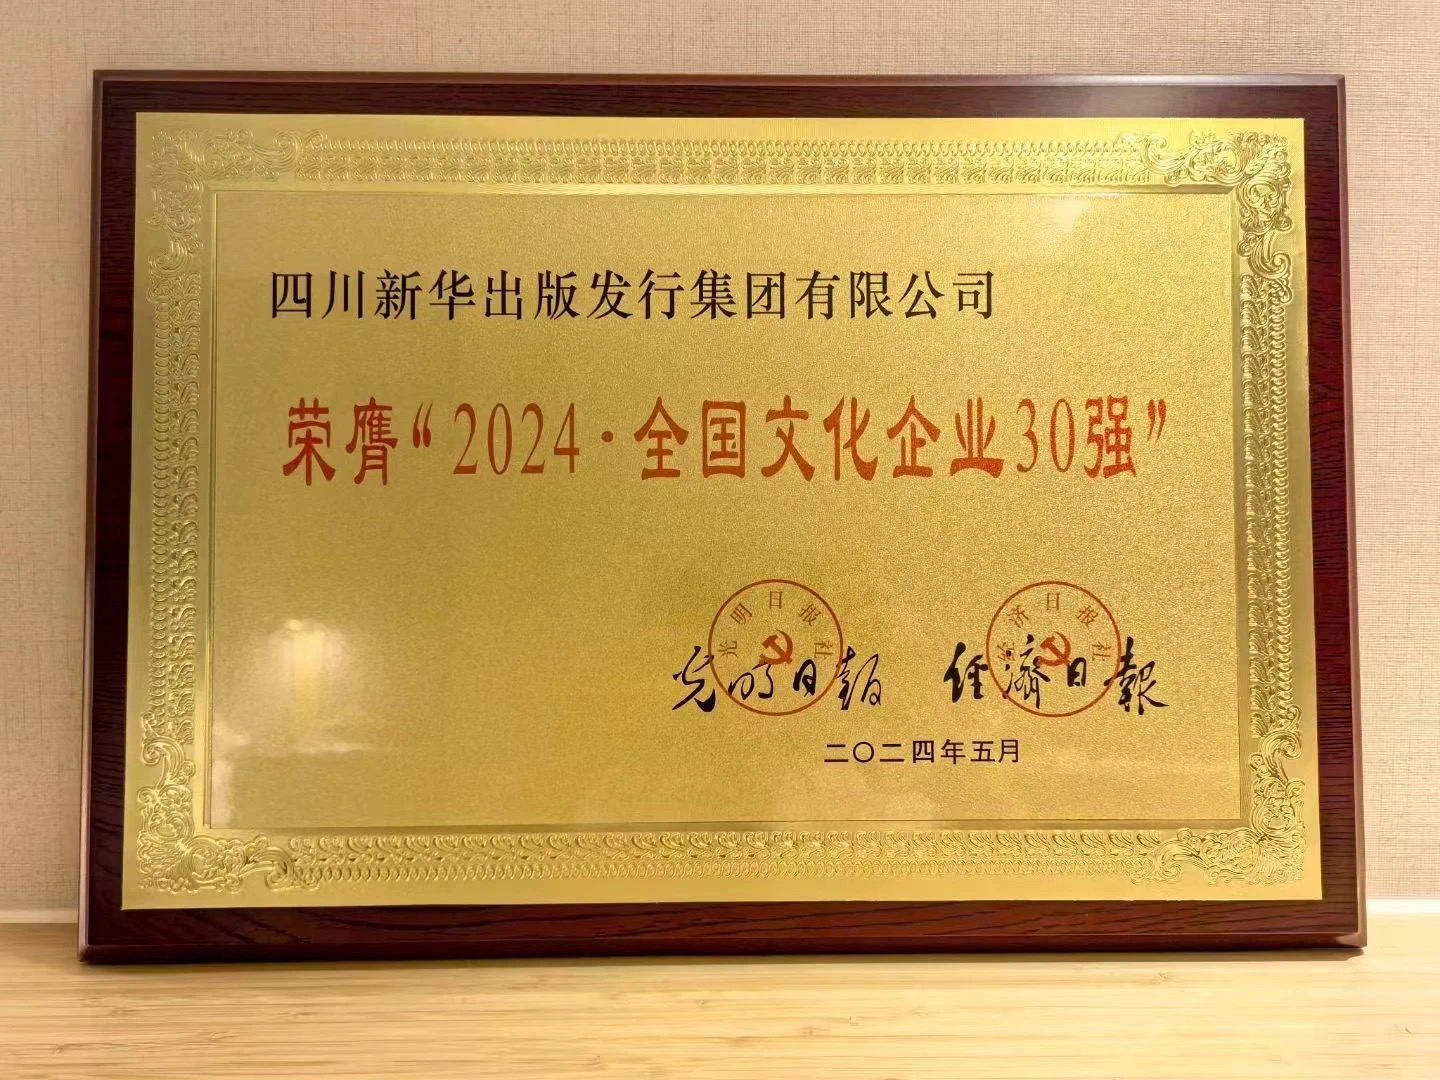 四川新华出版发行集团有限公司
荣膺“2024·全国文化企业30强”
光明日报社
经济日报社
光明日報
经濟日報
二〇二四年五月